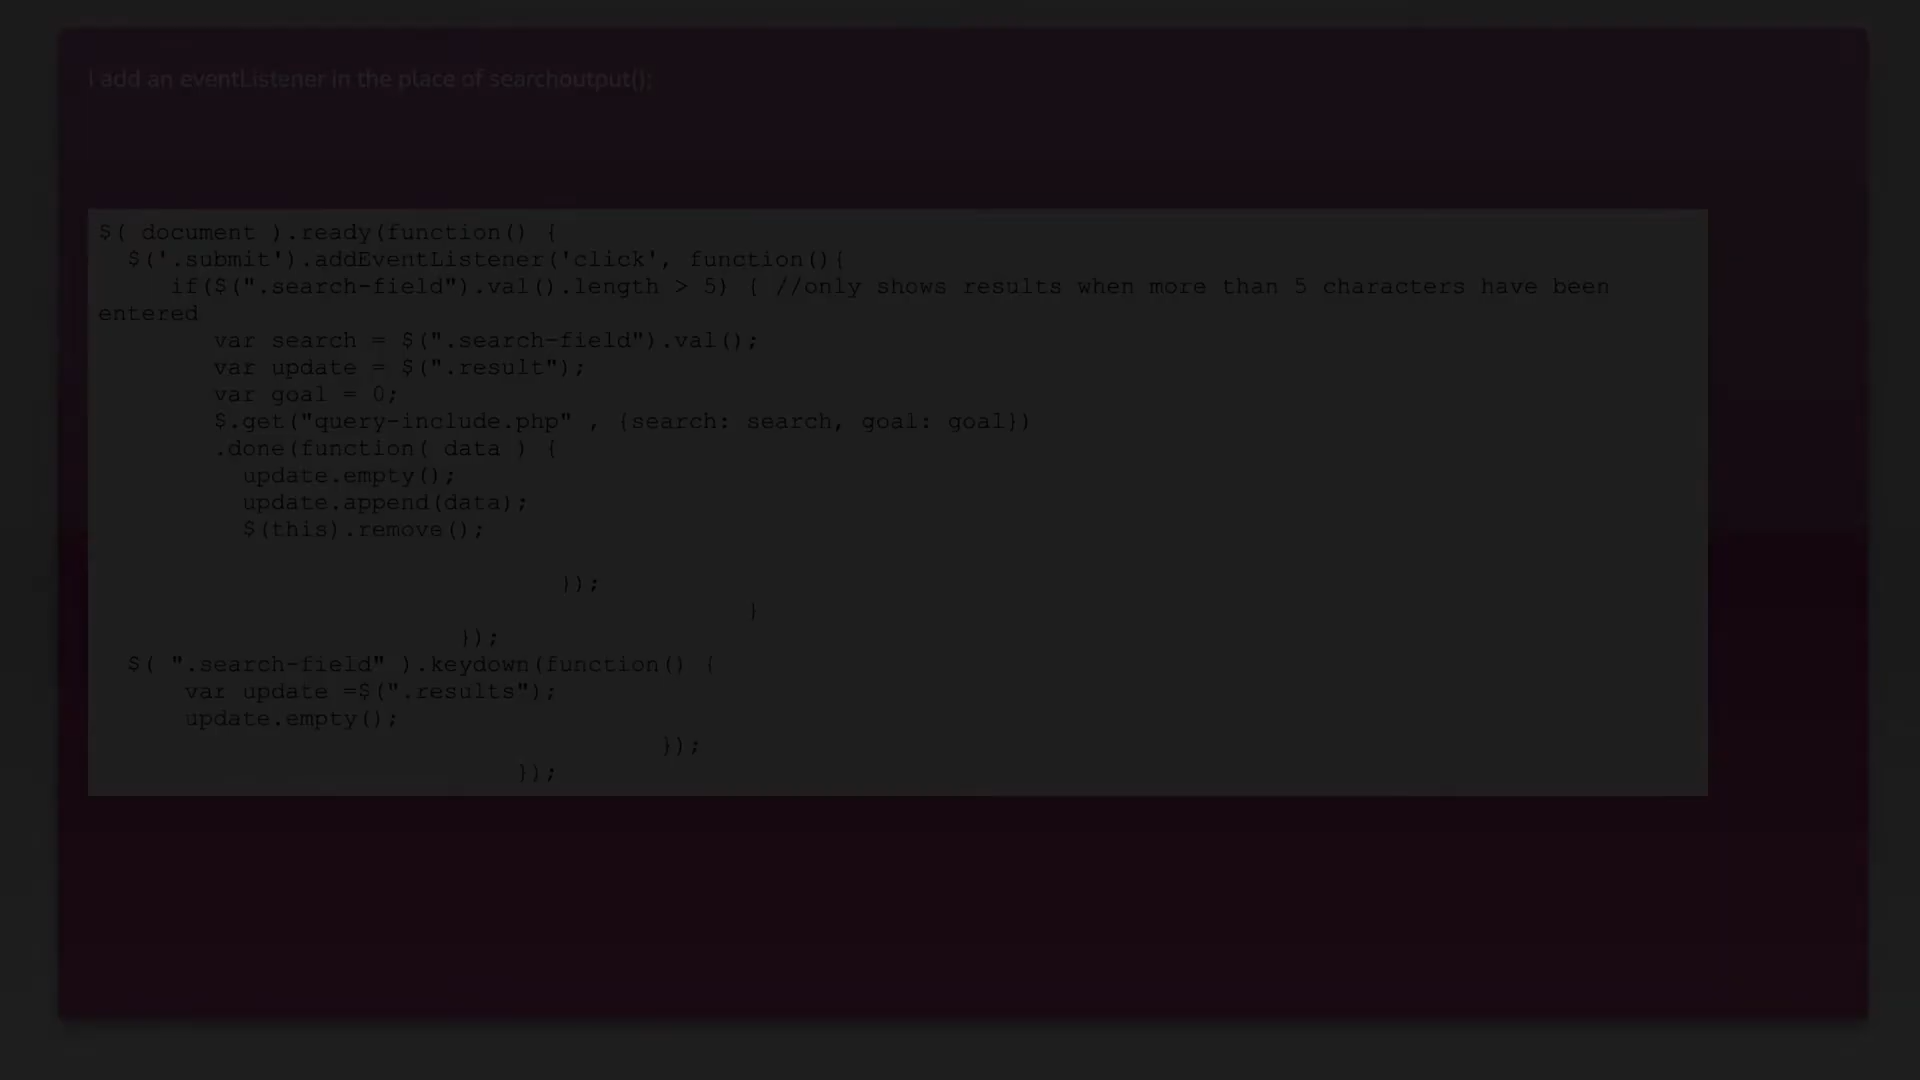 I add an eventListener in the place of searchoutput();
$( document ).ready(function() {
$('.submit').addEventListener('click', function(){
if($(".search-field").val().length > 5) { //only shows results when more than 5 characters have been
entered
var search = $(".search-field").val();
var update = $(".result");
var goal = 0;
$.get("query-include.php" , {search: search, goal: goal})
.done(function( data ) {
update.empty();
update.append(data);
$(this).remove();
});
}
});
$( ".search-field" ).keydown(function() {
var update =$(".results");
update.empty();
});
});